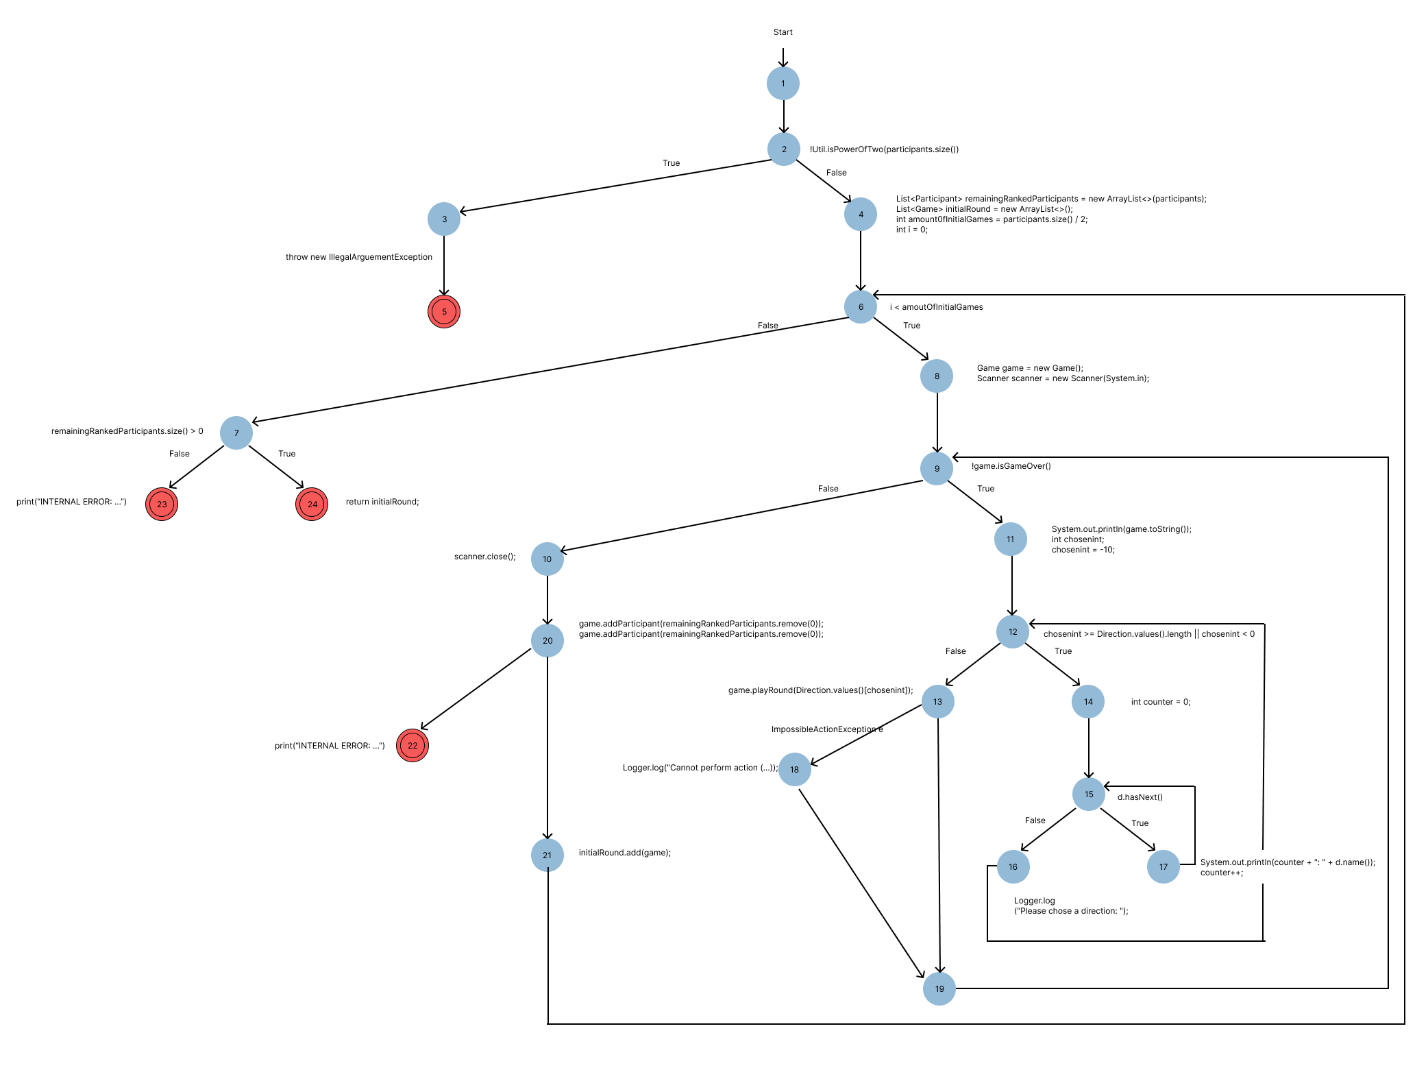 Start
1
2
!Util.isPowerOfTwo(participants.size())
True
False
3
4
List<Participant> remainingRankedParticipants = new ArrayList<>(participants);
List<Game> initialRound = new ArrayList<>();
int amountOfInitialGames = participants.size() / 2;
int i = 0;
throw new IllegalArguementException
5
6
i < amoutOfInitialGames
False
True
8
Game game = new Game();
Scanner scanner = new Scanner(System.in);
remainingRankedParticipants.size() > 0
7
False
True
9
!game.isGameOver()
False
True
print("INTERNAL ERROR: ...")
23
24
return initialRound;
11
System.out.println(game.toString());
int chosenint;
chosenint = -10;
scanner.close();
10
20
game.addParticipant(remainingRankedParticipants.remove(0));
game.addParticipant(remainingRankedParticipants.remove(0));
12
chosenint >= Direction.values().length || chosenint < 0
False
True
game.playRound(Direction.values()[chosenint]);
13
14
int counter = 0;
ImpossibleActionException e
print("INTERNAL ERROR: ...")
22
Logger.log("Cannot perform action (...));
18
15
d.hasNext()
False
True
21
initialRound.add(game);
16
17
System.out.println(counter + ": " + d.name());
counter++;
Logger.log
("Please chose a direction: ");
19